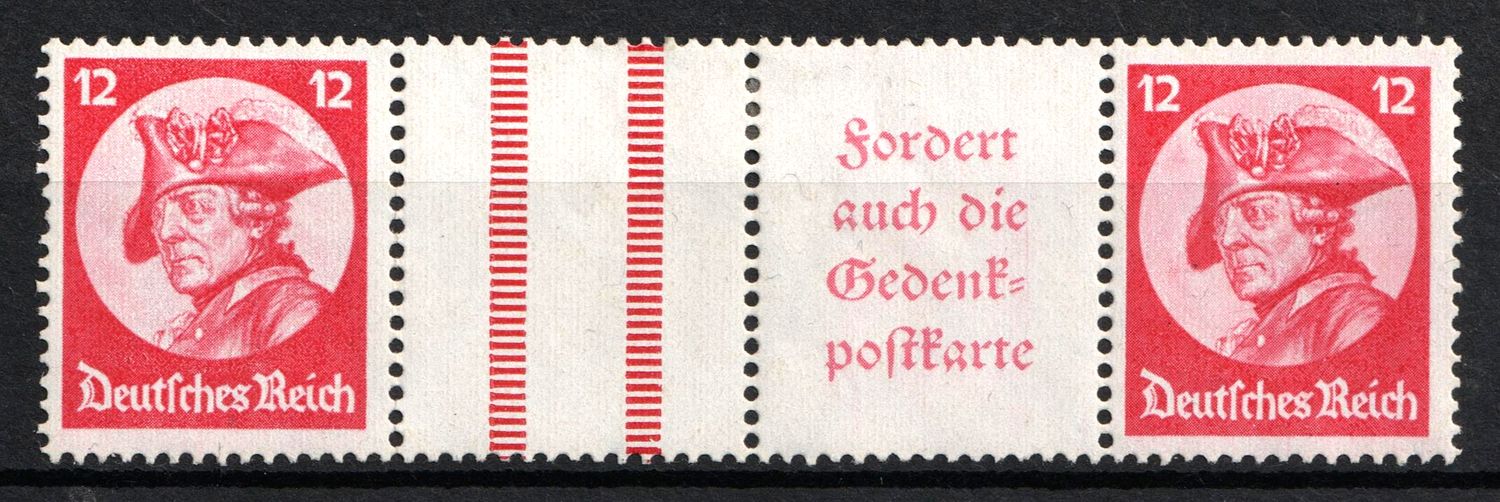 12 12
Deutſches Reich
Fordert
auch die
Gedenk=
poſtkarte
12 12
Deutſches Reich